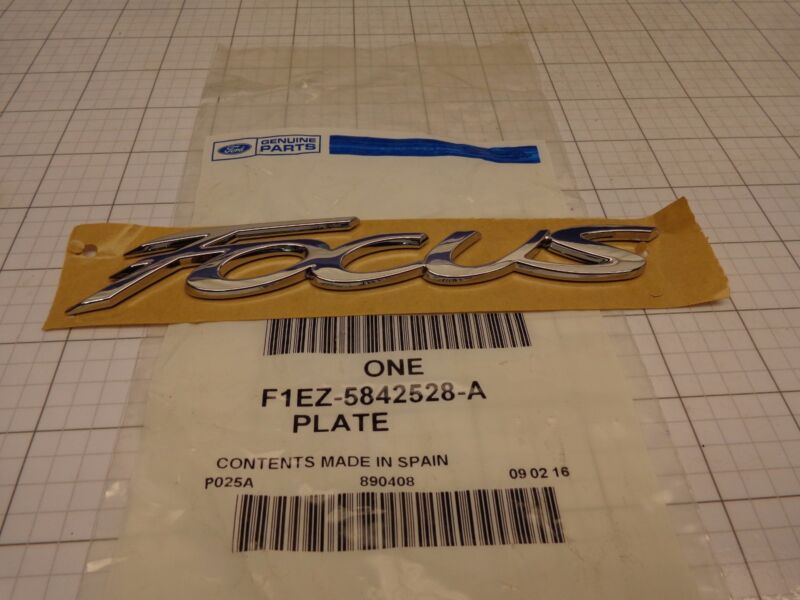 Ford
GENUINE
PARTS
FOCUS
ONE
F1EZ-5842528-A
PLATE
CONTENTS MADE IN SPAIN
P025A 890408 09 02 16